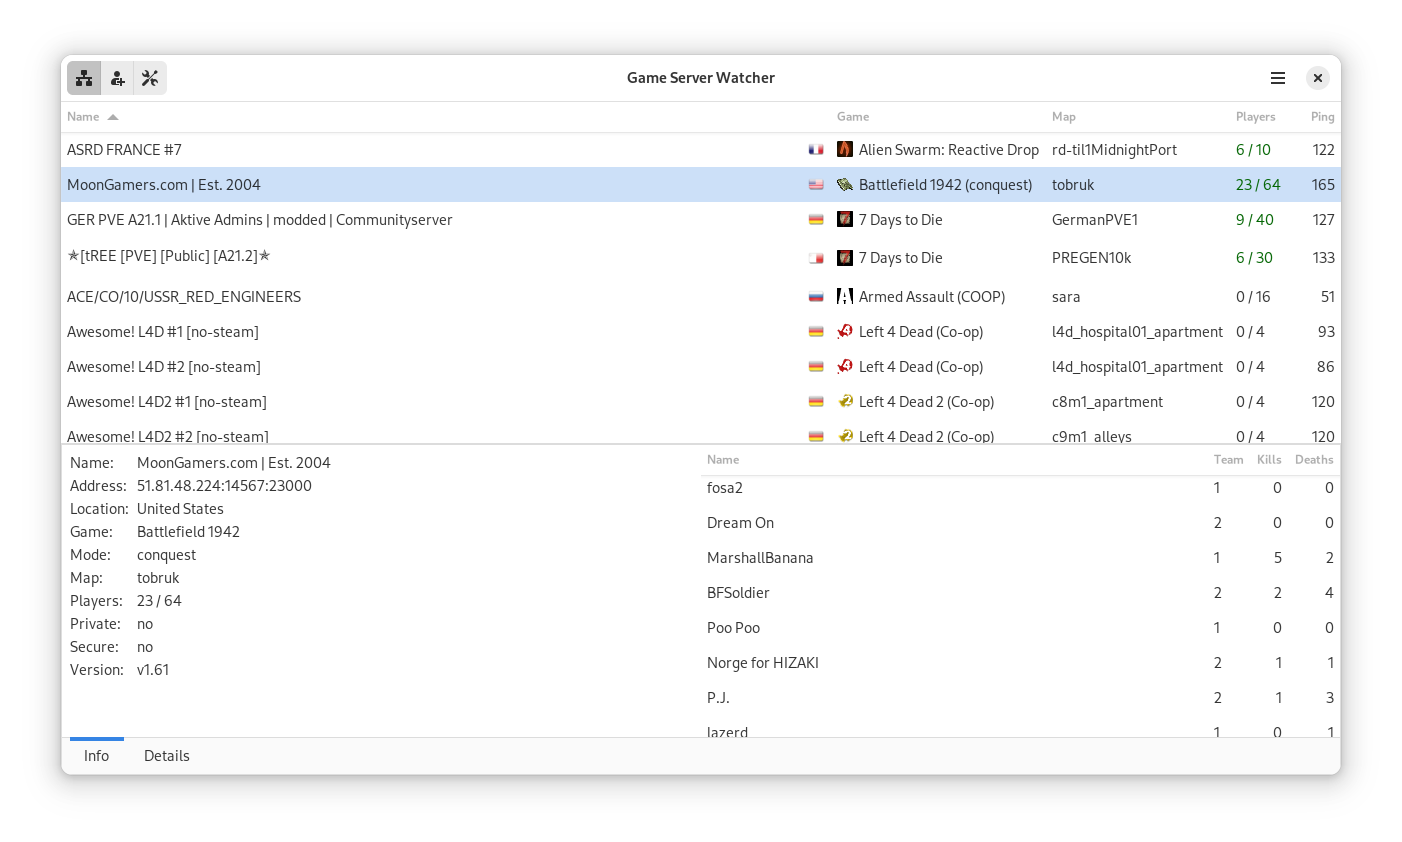 Game Server Watcher
Name Game Map Players Ping
ASRD FRANCE #7 Alien Swarm: Reactive Drop rd-til1MidnightPort 6 / 10 122
MoonGamers.com | Est. 2004 Battlefield 1942 (conquest) tobruk 23 / 64 165
GER PVE A21.1 | Aktive Admins | modded | Communityserver 7 Days to Die GermanPVE1 9 / 40 127
✯[tREE [PVE] [Public] [A21.2]✯ 7 Days to Die PREGEN10k 6 / 30 133
ACE/CO/10/USSR_RED_ENGINEERS Armed Assault (COOP) sara 0 / 16 51
Awesome! L4D #1 [no-steam] Left 4 Dead (Co-op) l4d_hospital01_apartment 0 / 4 93
Awesome! L4D #2 [no-steam] Left 4 Dead (Co-op) l4d_hospital01_apartment 0 / 4 86
Awesome! L4D2 #1 [no-steam] Left 4 Dead 2 (Co-op) c8m1_apartment 0 / 4 120
Awesome! L4D2 #2 [no-steam] Left 4 Dead 2 (Co-op) c9m1_alleys 0 / 4 120
Name: MoonGamers.com | Est. 2004
Address: 51.81.48.224:14567:23000
Location: United States
Game: Battlefield 1942
Mode: conquest
Map: tobruk
Players: 23 / 64
Private: no
Secure: no
Version: v1.61
Name Team Kills Deaths
fosa2 1 0 0
Dream On 2 0 0
MarshallBanana 1 5 2
BFSoldier 2 2 4
Poo Poo 1 0 0
Norge for HIZAKI 2 1 1
P.J. 2 1 3
lazerd 1 0 1
Info Details